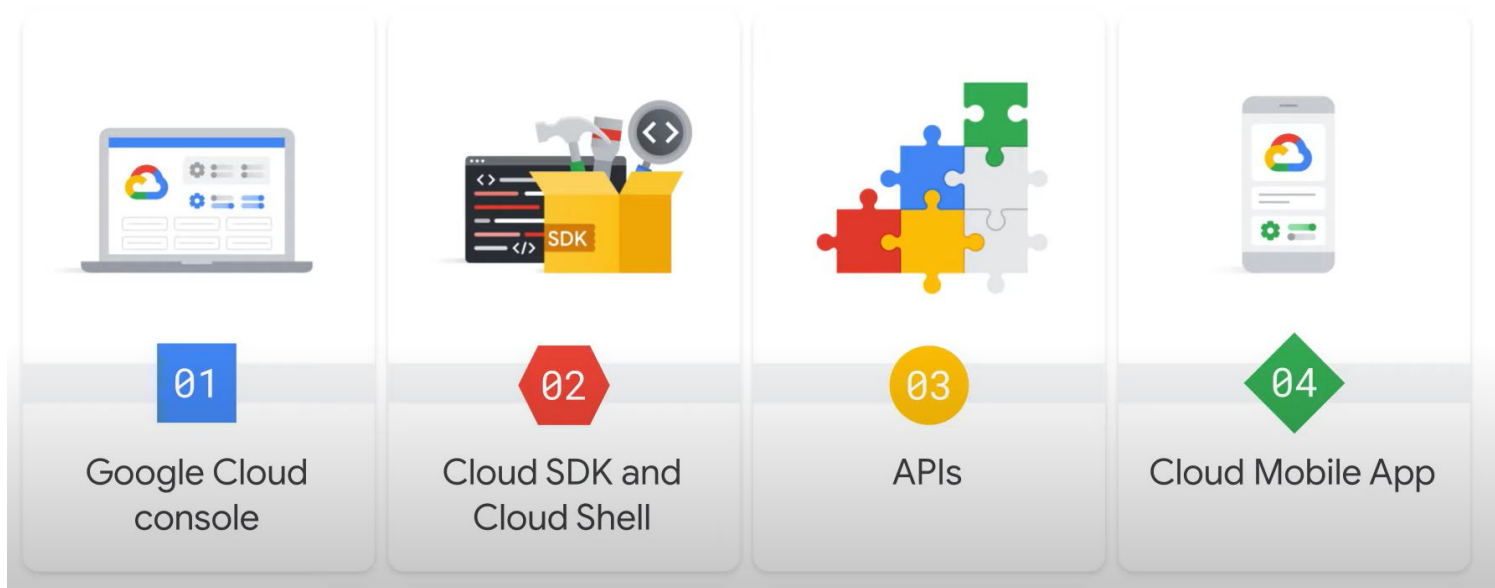 <>
SDK
</>
<>
01
02
03
04
Google Cloud
console
Cloud SDK and
Cloud Shell
APIs
Cloud Mobile App